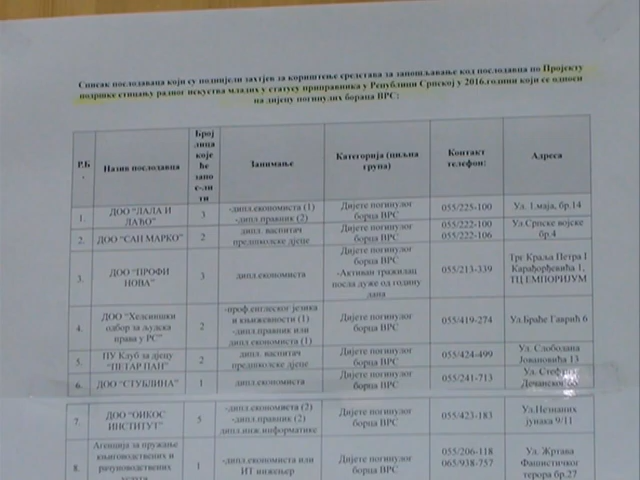 Списак послодаваца који су поднијели захтјев за кориштење средстава за запошљавање код послодавца по Пројекту
подршке стицању радног искуства младих у статусу приправника у Републици Српској у 2016.години који се односи
на дијецу погинулих бораца ВРС:
Р.Б.
Назив послодавца
Број
лица
које
ће
запо
с-ли
ти
Занимање
Категорија (циљна
група)
Контакт
телефон:
Адреса
1.
ДОО “ЛАЛА И
ЛАЂО”
3
-дипл.економиста (1)
-дипл.правник (2)
Дијете погинулог
борца ВРС
055/225-100
Ул. 1.маја, бр.14
2.
ДОО “САН МАРКО”
2
дипл. васпитач
предшколске дјеце
Дијете погинулог
борца ВРС
055/222-100
055/222-106
Ул.Српске војске
бр.4
3.
ДОО “ПРОФИ
НОВА”
3
дипл.економиста
Дијете погинулог
борца ВРС
-Активан тражилац
посла дуже од годину
дана
055/213-339
Трг Краља Петра I
Карађорђевића 1,
ТЦ ЕМПОРИЈУМ
4.
ДОО “Хелсиншки
одбор за људска
права у РС”
2
-проф.енглеског језика
и књижевности (1)
-дипл.правник или
дипл.економиста (1)
Дијете погинулог
борца ВРС
055/419-274
Ул.Браће Гаврић 6
5.
ПУ Клуб за дјецу
“ПЕТАР ПАН”
2
дипл. васпитач
предшколске дјеце
Дијете погинулог
борца ВРС
055/424-499
Ул. Слободана
Јовановића 13
6.
ДОО “СТУБЛИНА”
1
дипл.економиста
Дијете погинулог
борца ВРС
055/241-713
Ул. Стефана
Дечанског
7.
ДОО “ОИКОС
ИНСТИТУТ”
5
-дипл.економиста (2)
-дипл.правник (2)
дипл.инж.информатике
Дијете погинулог
борца ВРС
055/423-183
Ул.Незнаних
јунака 9/11
8.
Агенција за пружање
књиговодствених и
рачуноводствених
1
-дипл.економиста или
ИТ инжењер
Дијете погинулог
борца ВРС
055/206-118
065/938-757
Ул. Жртава
Фашистичког
терора бр.27